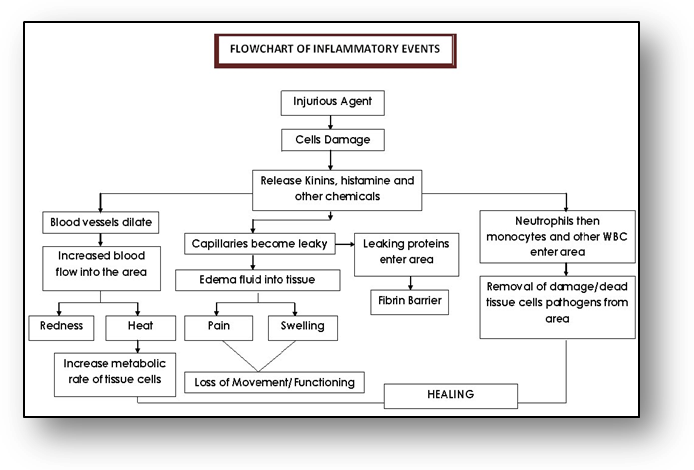 FLOWCHART OF INFLAMMATORY EVENTS
Injurious Agent
Cells Damage
Release Kinins, histamine and
other chemicals
Blood vessels dilate
Increased blood
flow into the area
Redness
Heat
Increase metabolic
rate of tissue cells
Capillaries become leaky
Edema fluid into tissue
Pain
Swelling
Loss of Movement/Functioning
Leaking proteins
enter area
Fibrin Barrier
Neutrophils then
monocytes and other WBC
enter area
Removal of damage/dead
tissue cells pathogens from
area
HEALING